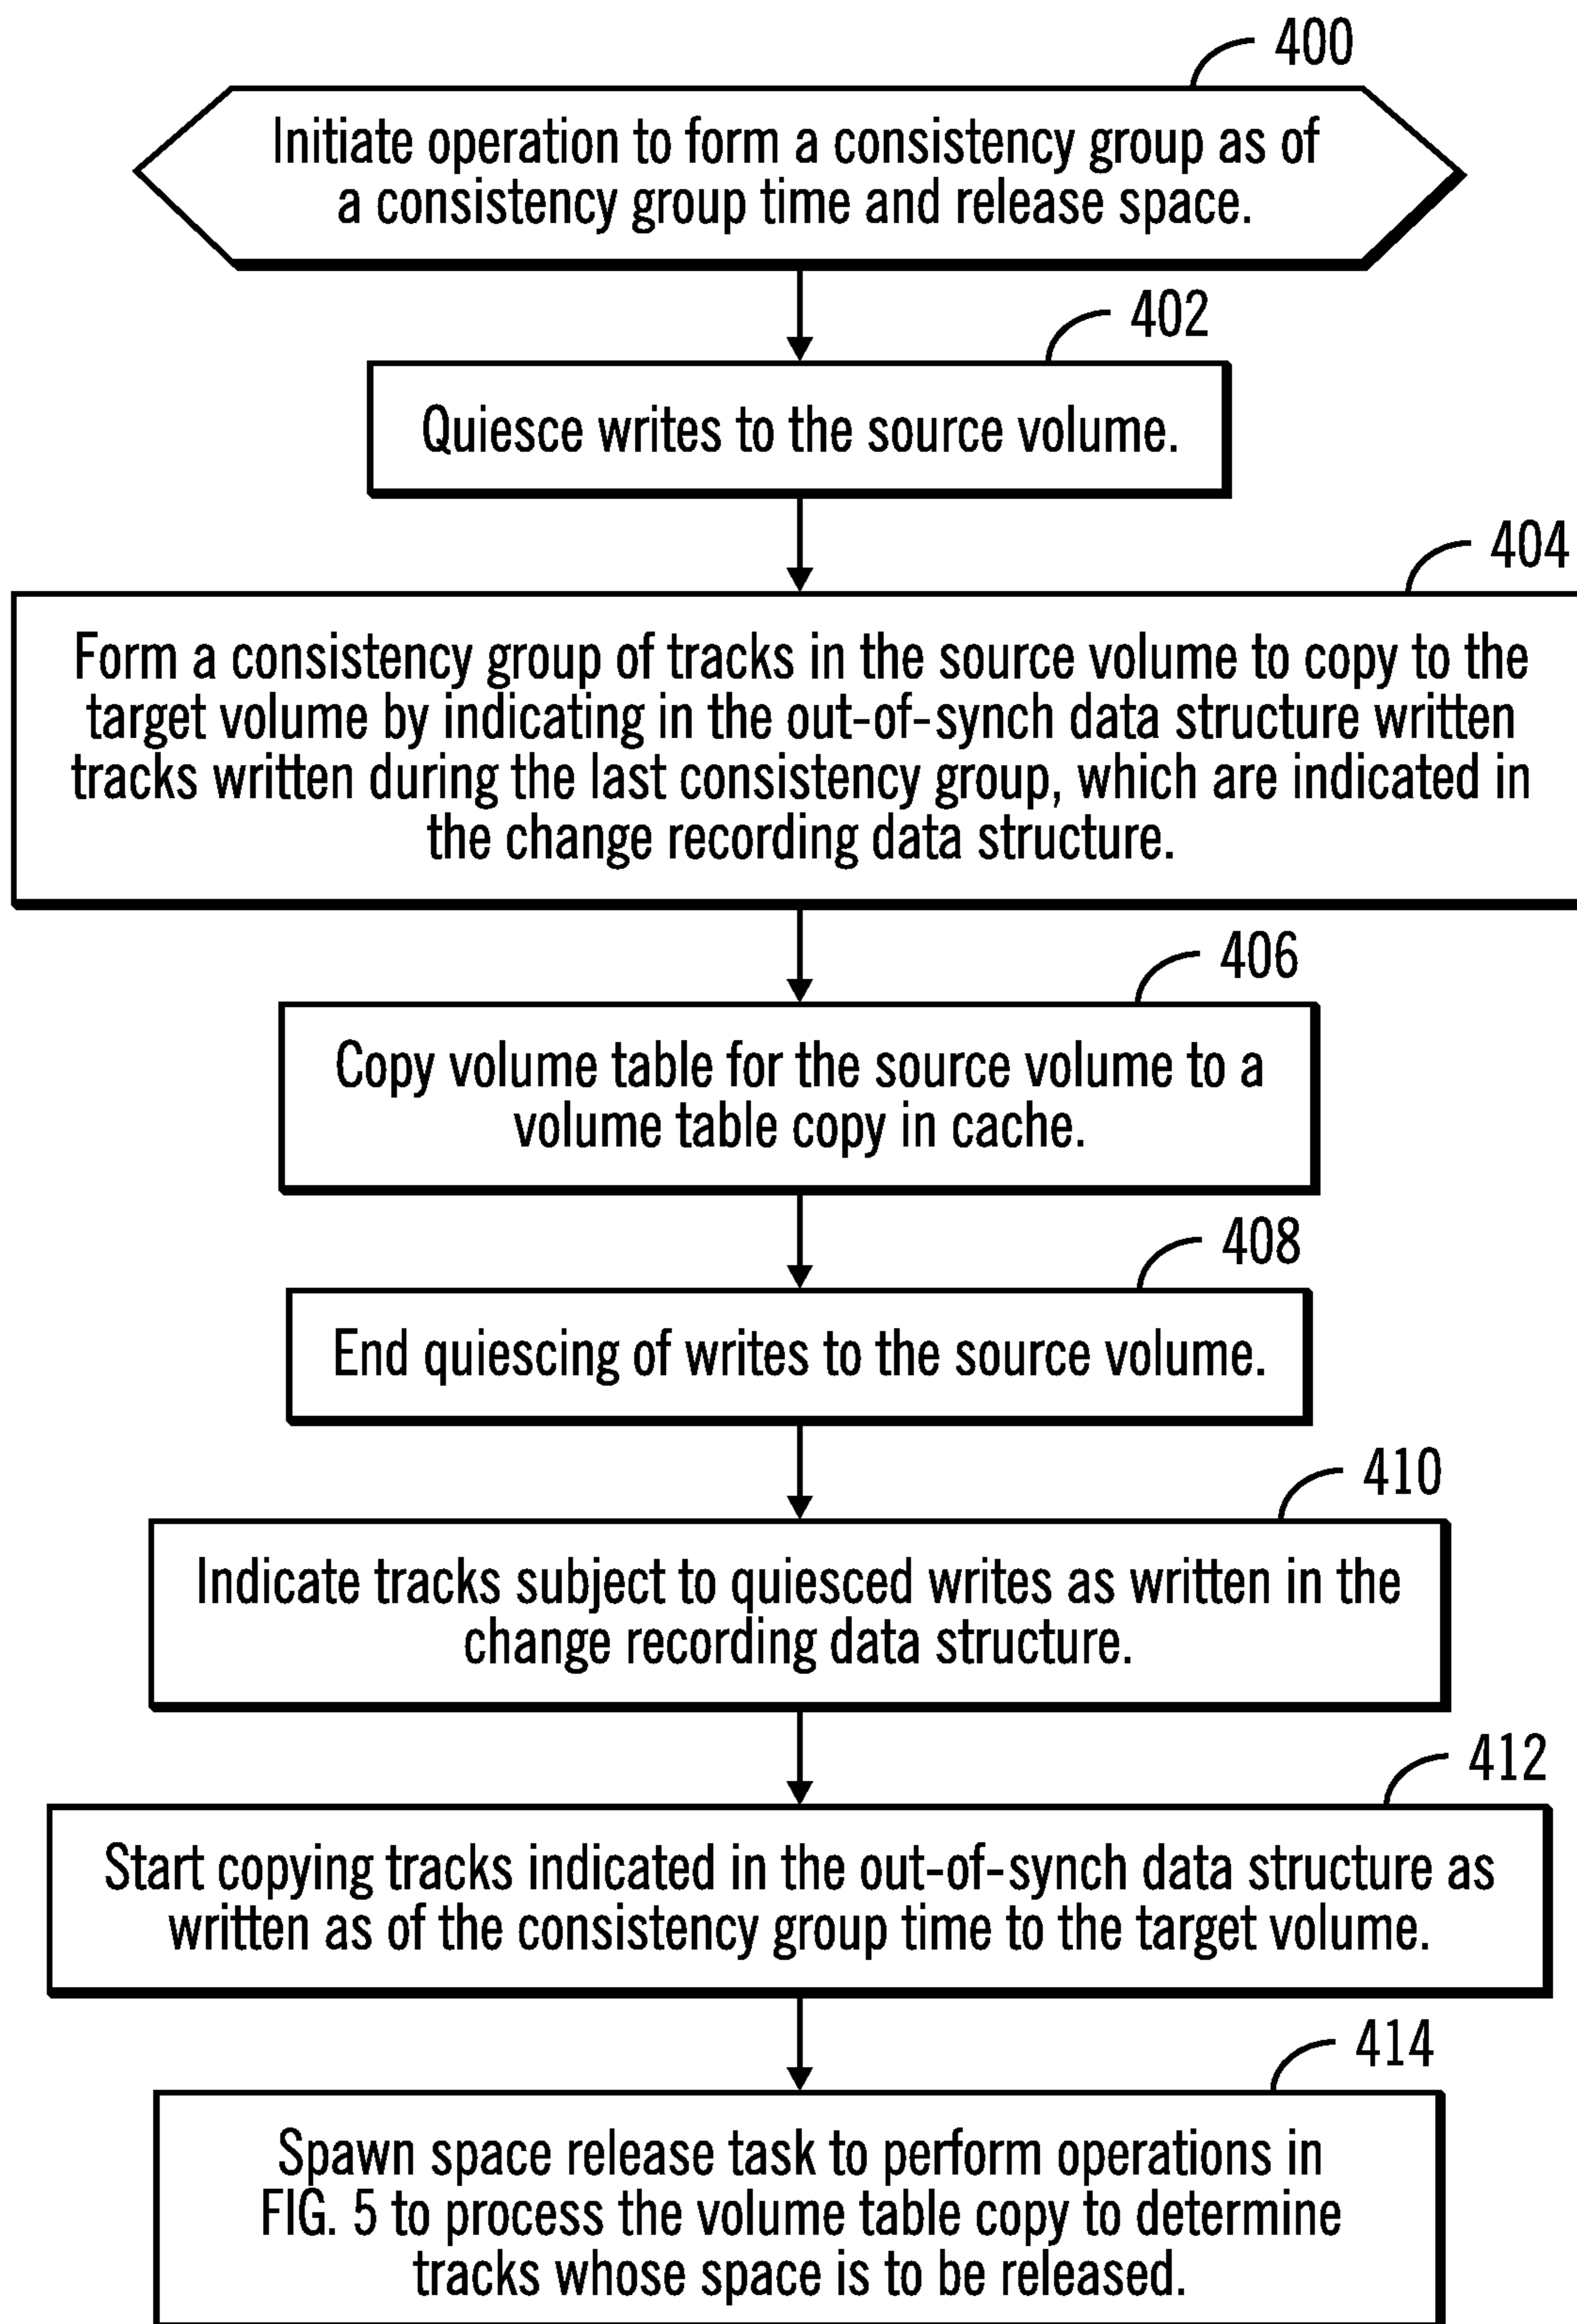 400
Initiate operation to form a consistency group as of
a consistency group time and release space.
402
Quiesce writes to the source volume.
404
Form a consistency group of tracks in the source volume to copy to the
target volume by indicating in the out-of-synch data structure written
tracks written during the last consistency group, which are indicated in
the change recording data structure.
406
Copy volume table for the source volume to a
volume table copy in cache.
408
End quiescing of writes to the source volume.
410
Indicate tracks subject to quiesced writes as written in the
change recording data structure.
412
Start copying tracks indicated in the out-of-synch data structure as
written as of the consistency group time to the target volume.
414
Spawn space release task to perform operations in
FIG. 5 to process the volume table copy to determine
tracks whose space is to be released.